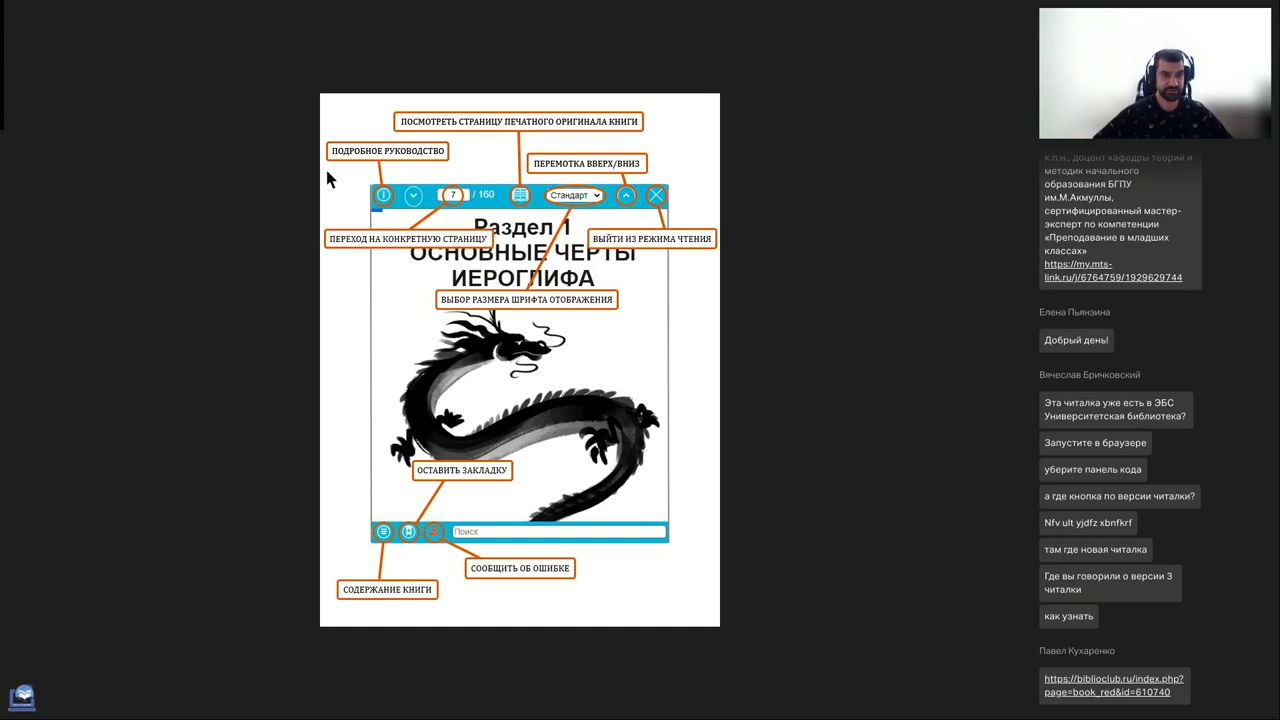 ПОСМОТРЕТЬ СТРАНИЦУ ПЕЧАТНОГО ОРИГИНАЛА КНИГИ
ПОДРОБНОЕ РУКОВОДСТВО
ПЕРЕМОТКА ВВЕРХ/ВНИЗ
7 / 160
Стандарт
Раздел 1
ПЕРЕХОД НА КОНКРЕТНУЮ СТРАНИЦУ
ВЫЙТИ ИЗ РЕЖИМА ЧТЕНИЯ
ОСНОВНЫЕ ЧЕРТЫ
ИЕРОГЛИФА
ВЫБОР РАЗМЕРА ШРИФТА ОТОБРАЖЕНИЯ
ОСТАВИТЬ ЗАКЛАДКУ
Поиск
СООБЩИТЬ ОБ ОШИБКЕ
СОДЕРЖАНИЕ КНИГИ
к.п.н., доцент кафедры теорий и
методик начального
образования БГПУ
им.М.Акмуллы,
сертифицированный мастер-
эксперт по компетенции
«Преподавание в младших
классах»
https://my.mts-
link.ru/j/6764759/1929629744
Елена Пьянзина
Добрый день!
Вячеслав Бричковский
Эта читалка уже есть в ЭБС
Университетская библиотека?
Запустите в браузере
уберите панель кода
а где кнопка по версии читалки?
Nfv ult yjdfz xbnfkrf
там где новая читалка
Где вы говорили о версии 3
читалки
как узнать
Павел Кухаренко
https://biblioclub.ru/index.php?
page=book_red&id=610740